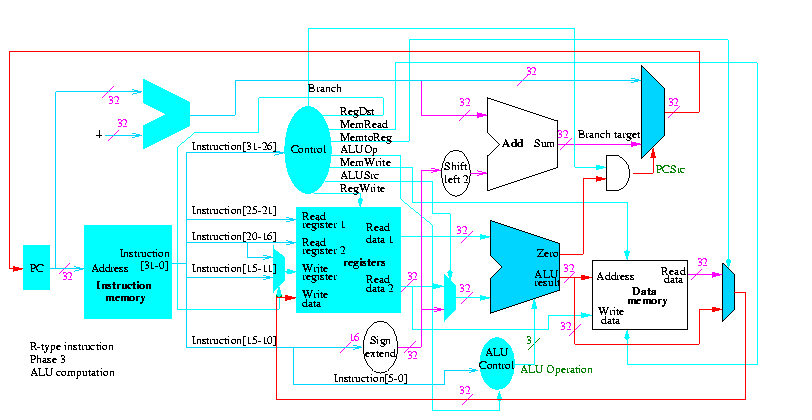 32
32
4
32
Branch
RegDst
MemRead
MemtoReg
ALUOp
MemWrite
ALUSrc
RegWrite
Control
32
32
Add
Sum
32
Branch target
32
PCSrc
Shift
left 2
32
Instruction[31-26]
Instruction[25-21]
Instruction[20-16]
Instruction[15-11]
Instruction[15-10]
Instruction[5-0]
PC
32
Instruction
[31-0]
Address
Instruction
memory
Read
register 1
Read
register 2
Write
register
Write
data
Read
data 1
registers
Read
data 2
32
32
32
Zero
ALU
result
32
32
Address
Read
data
Data
memory
Write
data
32
16
Sign
extend
32
ALU
Control
3
ALU Operation
32
R-type instruction
Phase 3
ALU computation